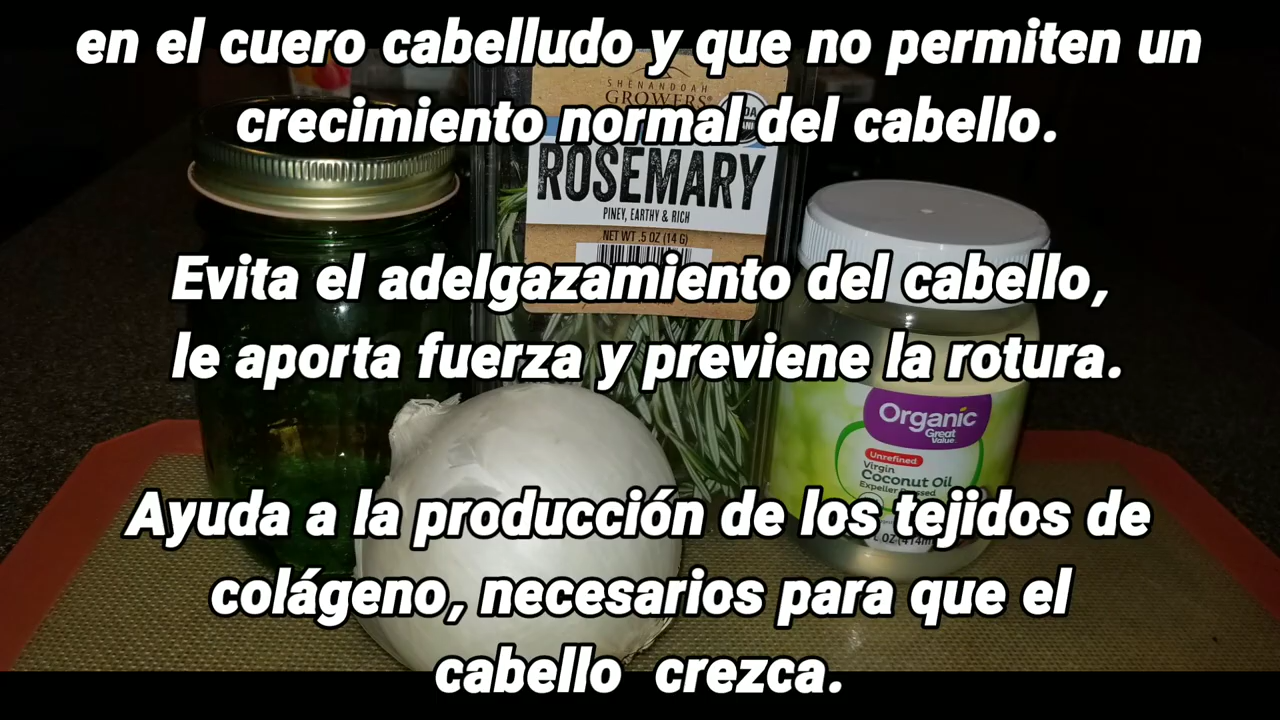 en el cuero cabelludo y que no permiten un
crecimiento normal del cabello.
Evita el adelgazamiento del cabello,
le aporta fuerza y previene la rotura.
Ayuda a la producción de los tejidos de
colágeno, necesarios para que el
cabello crezca.
SHENANDOAH
GROWERS®
ROSEMARY
PINEY, EARTHY & RICH
NET WT .5 OZ (14 G)
Organic
Great
Value
Unrefined
Virgin
Coconut Oil
Expeller